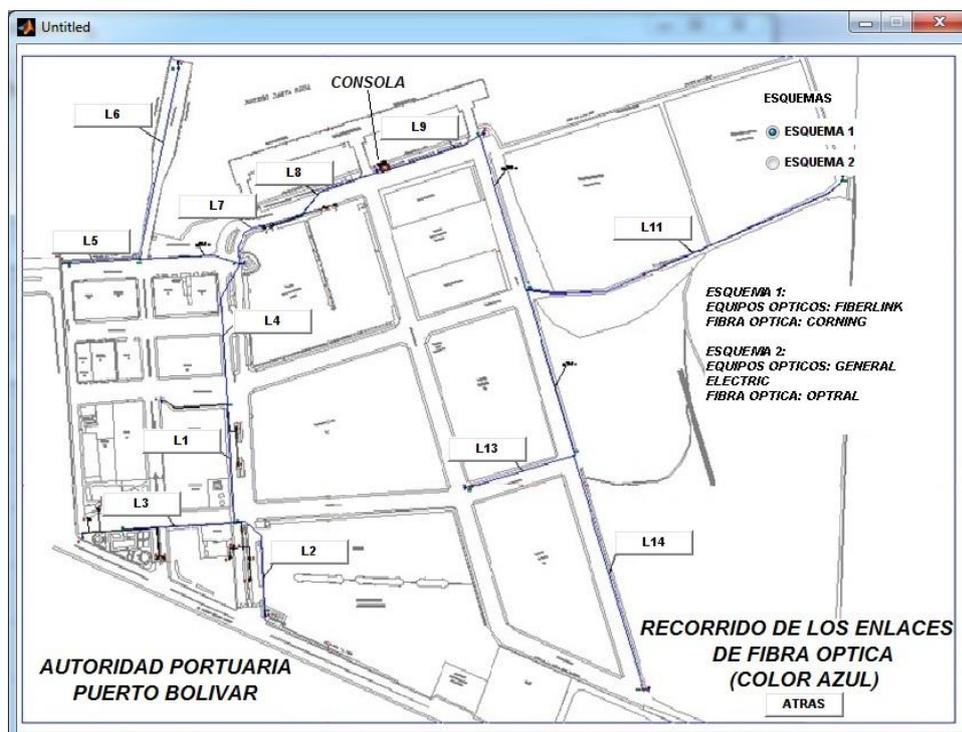 Untitled
CONSOLA
L6
L9
ESQUEMAS
ESQUEMA 1
L8
ESQUEMA 2
L7
L11
L5
ESQUEMA 1:
EQUIPOS OPTICOS: FIBERLINK
FIBRA OPTICA: CORNING
L4
ESQUEMA 2:
EQUIPOS OPTICOS: GENERAL
ELECTRIC
FIBRA OPTICA: OPTRAL
L1
L13
L3
L2
L14
RECORRIDO DE LOS ENLACES
DE FIBRA OPTICA
(COLOR AZUL)
AUTORIDAD PORTUARIA
PUERTO BOLIVAR
ATRAS